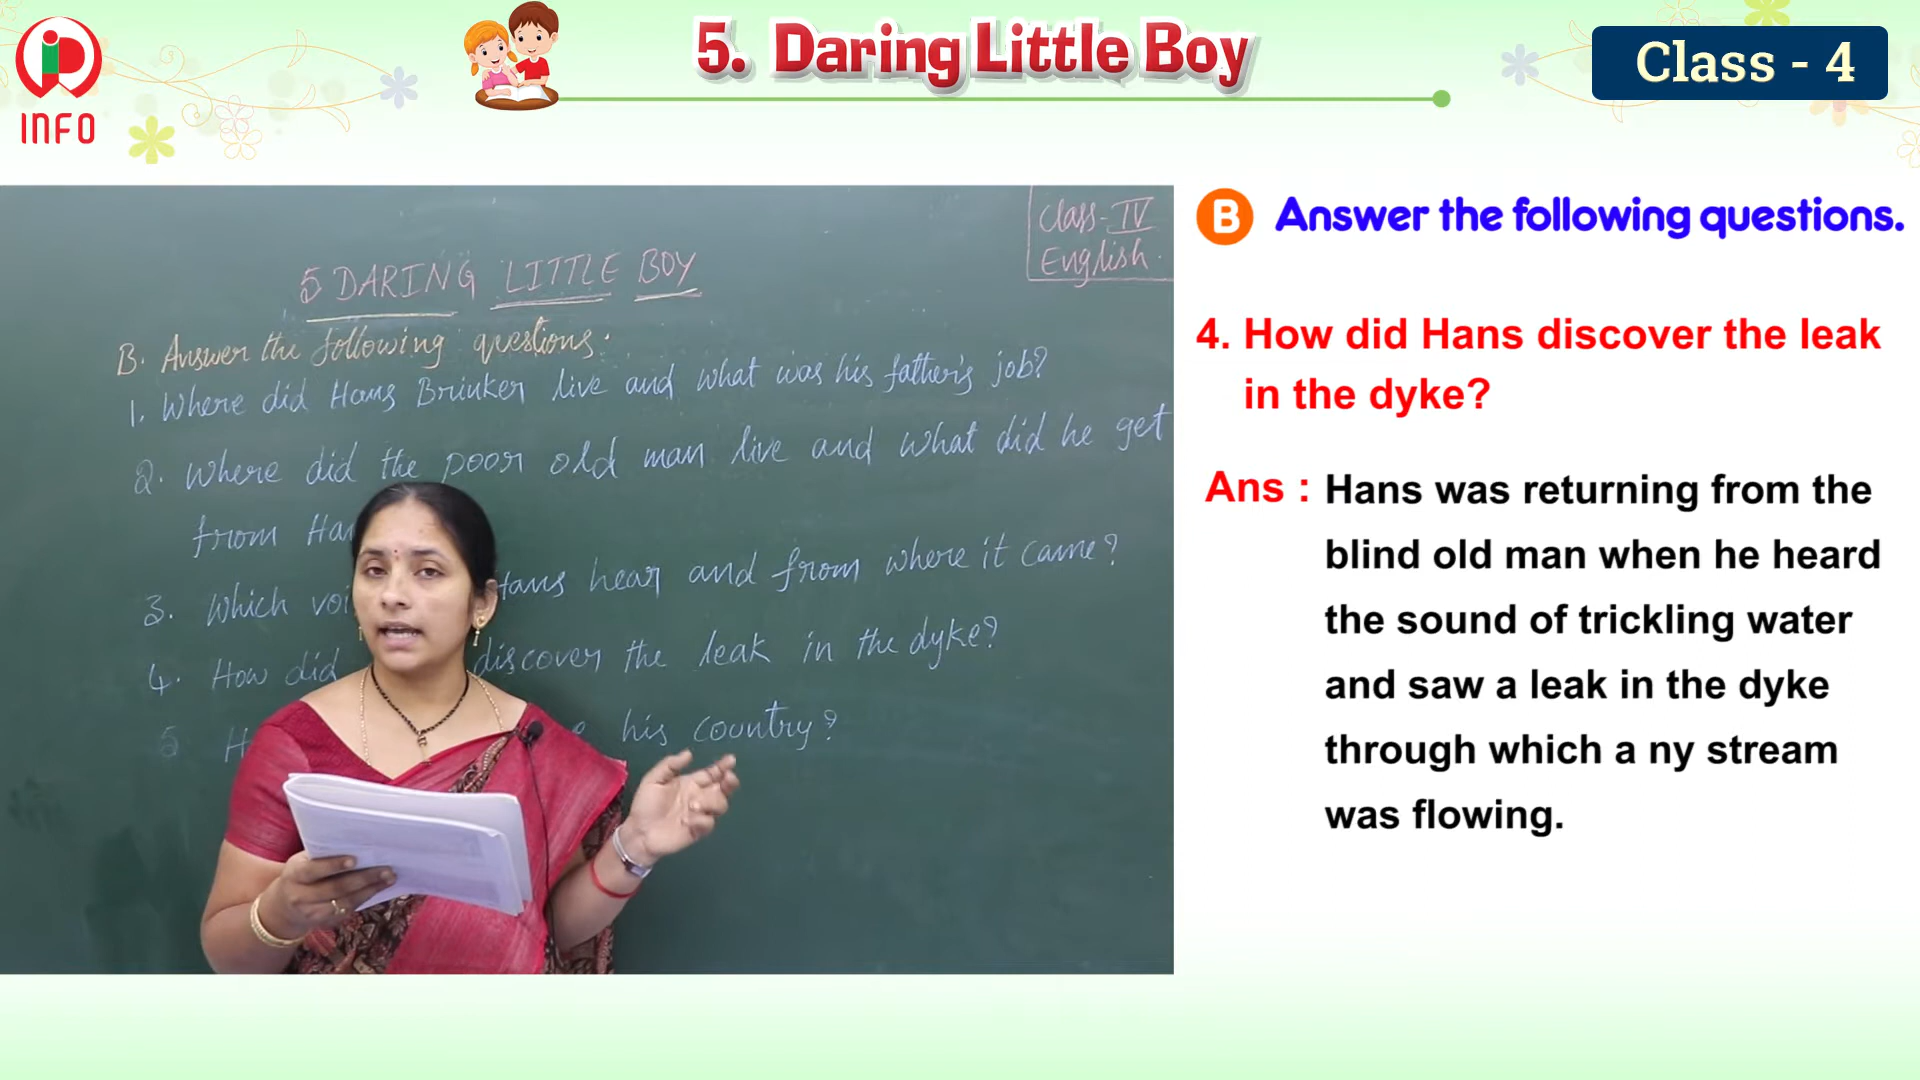 INFO
5. Daring Little Boy
Class - 4
Class-IV
English.
5 DARING LITTLE BOY
B. Answer the following questions.
1. Where did Hans Brinker live and what was his father's job?
2. Where did the poor old man live and what did he get
from
3. Which Hans hear and from where it came?
4. How did discover the leak in the dyke?
5 his country?
B Answer the following questions.
4. How did Hans discover the leak
in the dyke?
Ans : Hans was returning from the
blind old man when he heard
the sound of trickling water
and saw a leak in the dyke
through which a ny stream
was flowing.